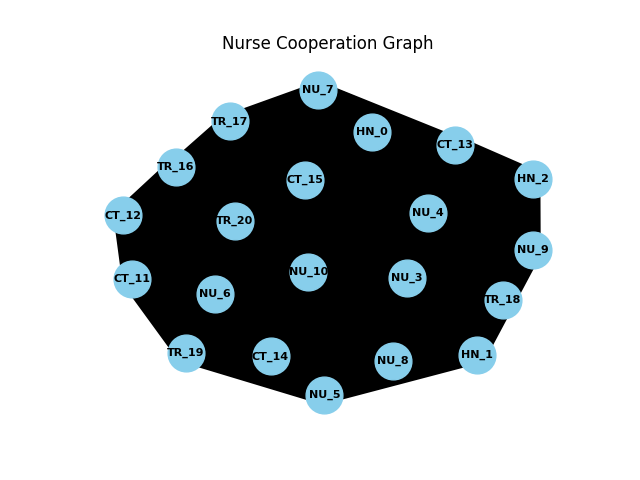 Nurse Cooperation Graph
NU_7
TR_17
HN_0
CT_13
TR_16
CT_15
HN_2
CT_12
TR_20
NU_4
NU_9
CT_11
NU_10
NU_3
NU_6
TR_18
TR_19
CT_14
NU_8
HN_1
NU_5